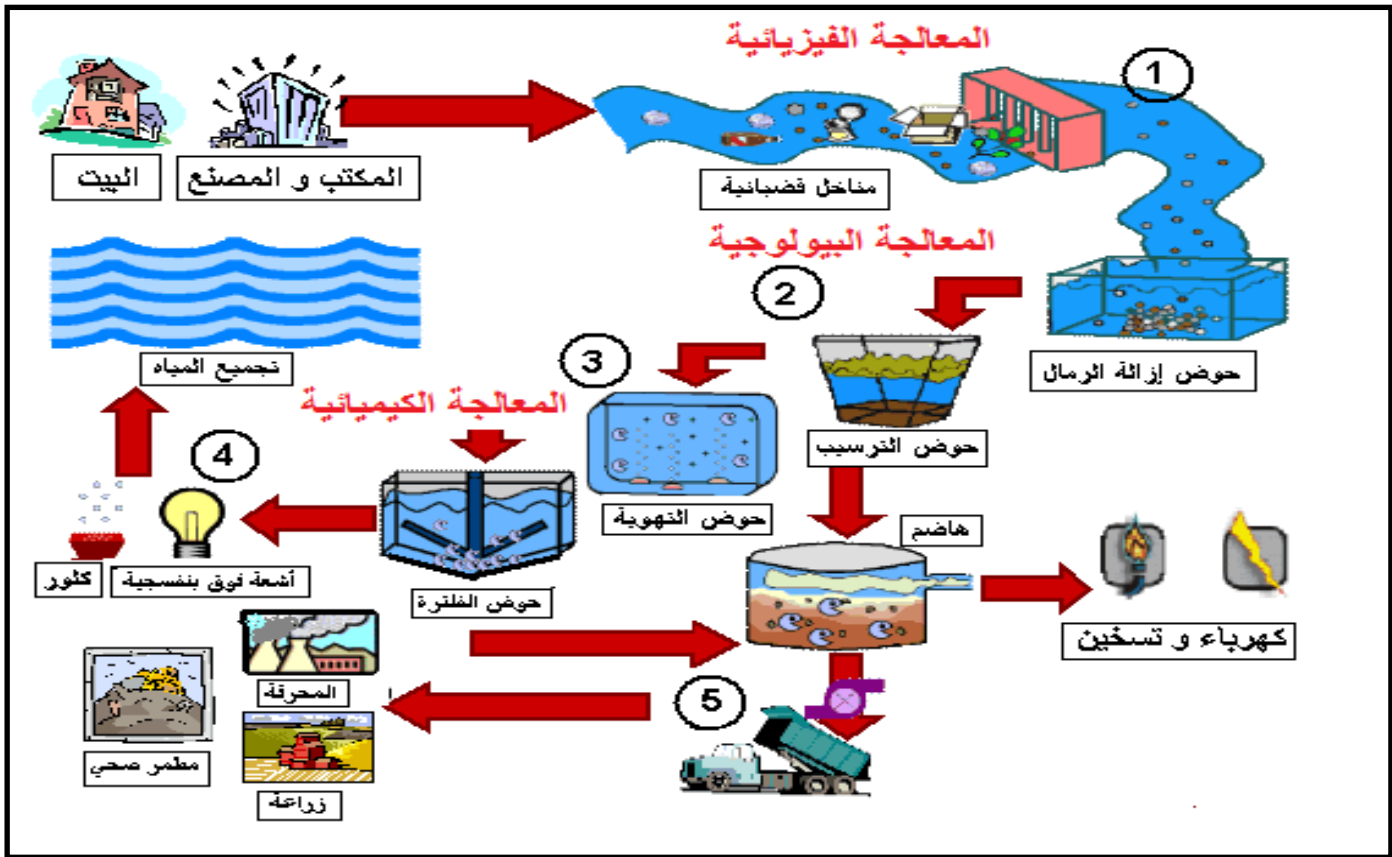 المعالجة الفيزيائية
1
البيت
المكتب و المصنع
مناخل قضبانية
المعالجة البيولوجية
2
حوض إزالة الرمال
تجميع المياه
3
حوض الترسيب
المعالجة الكيميائية
4
حوض التهوية
هاضم
كلور
أشعة فوق بنفسجية
حوض الفلترة
كهرباء و تسخين
المحرقة
5
مطمر صحي
زراعة